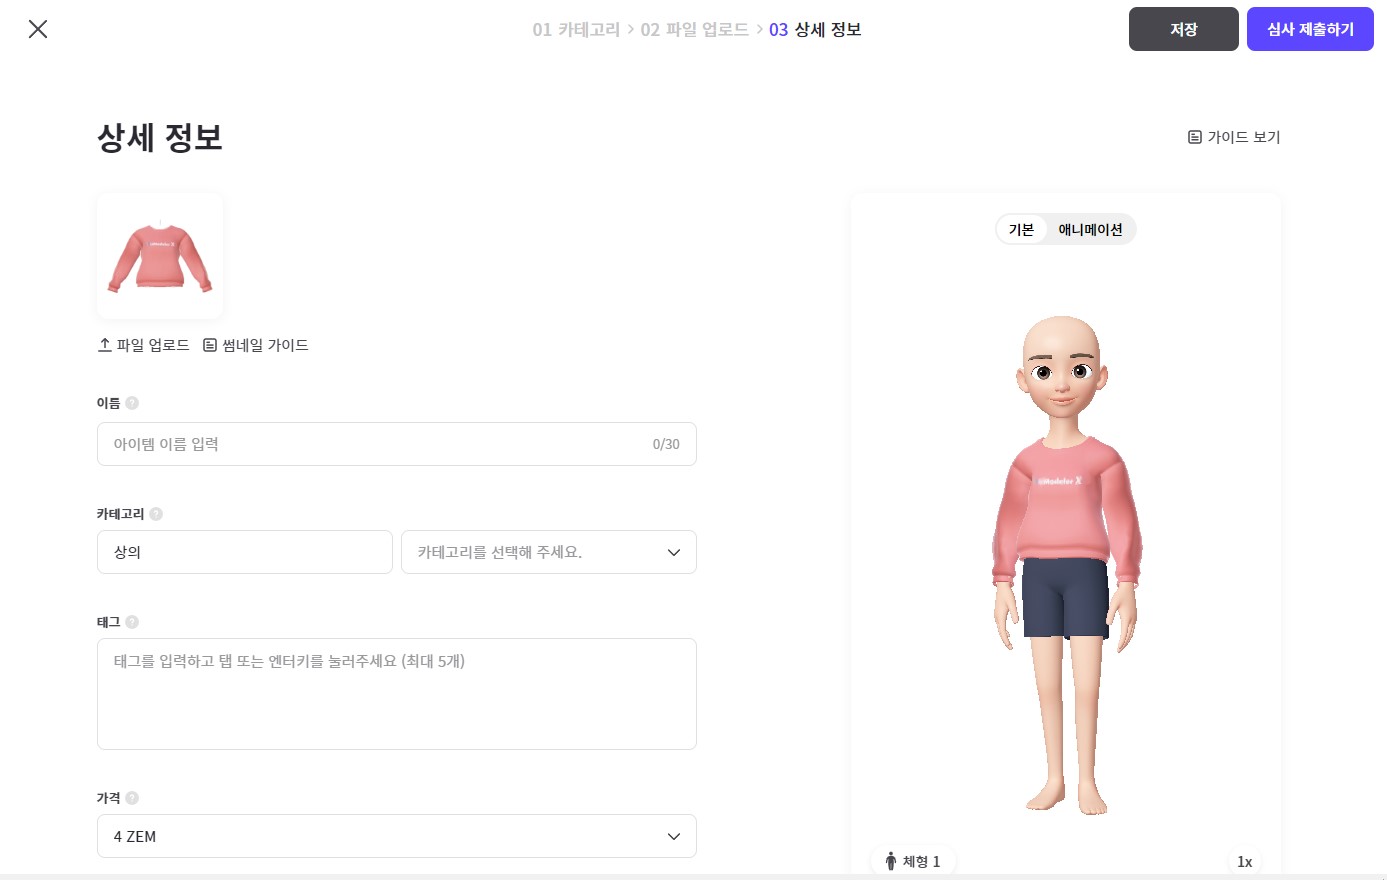 01 카테고리 > 02 파일 업로드 > 03 상세 정보
저장
심사 제출하기
상세 정보
가이드 보기
파일 업로드
썸네일 가이드
이름 ?
아이템 이름 입력
0/30
카테고리 ?
상의
카테고리를 선택해 주세요.
태그 ?
태그를 입력하고 탭 또는 엔터키를 눌러주세요 (최대 5개)
가격 ?
4 ZEM
기본
애니메이션
체형 1
1x